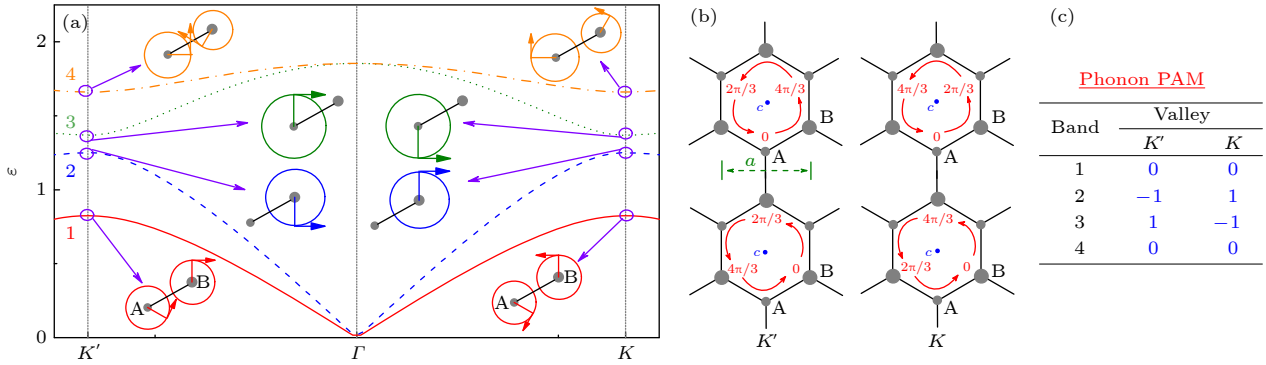 (a)
2
1
0
ε
4
3
2
1
A
B
A
B
K′
Γ
K
(b)
2π/3
4π/3
c
0
B
A
a
2π/3
4π/3
0
c
B
A
K′
4π/3
2π/3
c
0
B
A
4π/3
2π/3
0
c
B
A
K
(c)
Phonon PAM
Band
Valley
K′ K
1 0 0
2 −1 1
3 1 −1
4 0 0